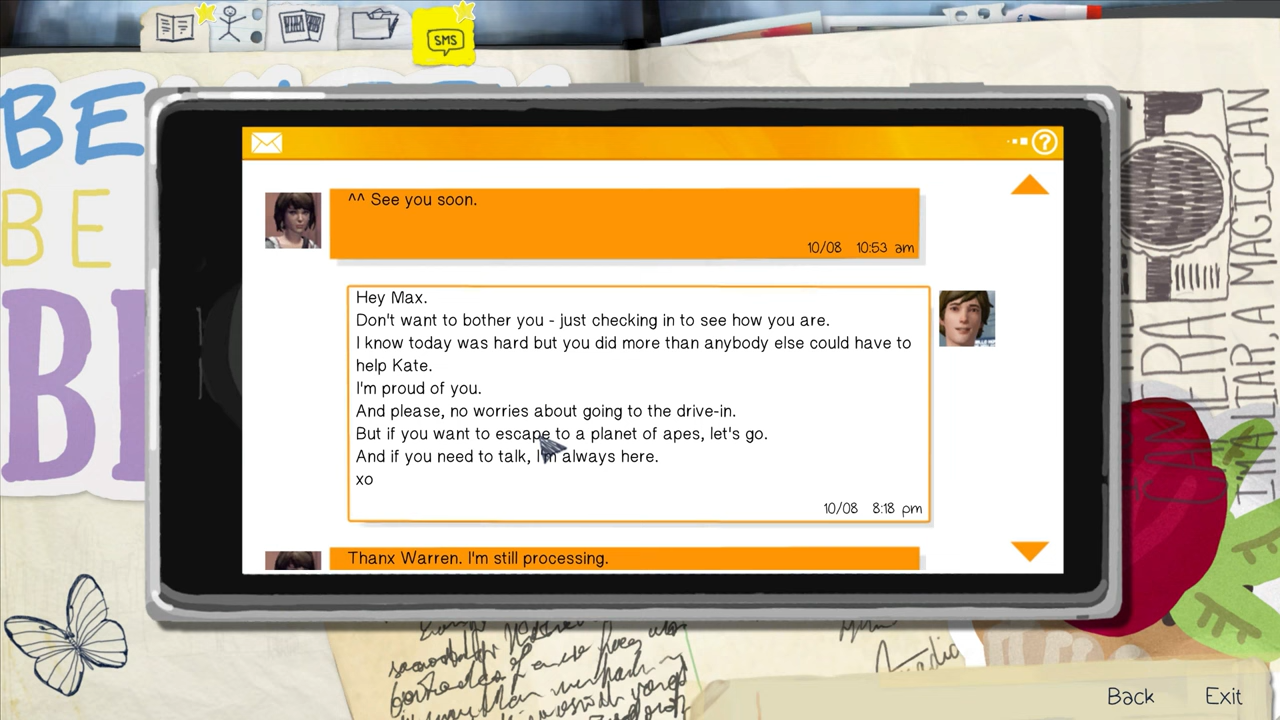 SMS
BE
BE
BE
^^ See you soon.
10/08 10:53 am
Hey Max.
Don't want to bother you - just checking in to see how you are.
I know today was hard but you did more than anybody else could have to
help Kate.
I'm proud of you.
And please, no worries about going to the drive-in.
But if you want to escape to a planet of apes, let's go.
And if you need to talk, I'm always here.
xo
10/08 8:18 pm
Thanx Warren. I'm still processing.
CAMERA
LIAR, A MAGICIAN
Back
Exit